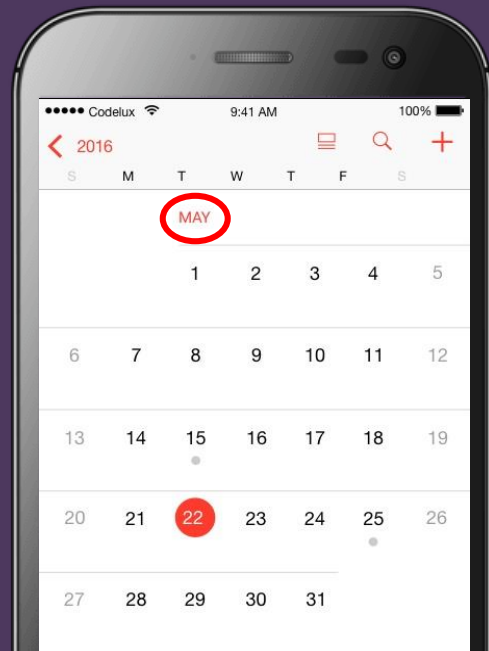 Codelux 9:41 AM 100%
2016
S M T W T F S
MAY
1 2 3 4 5
6 7 8 9 10 11 12
13 14 15 16 17 18 19
20 21 22 23 24 25 26
27 28 29 30 31